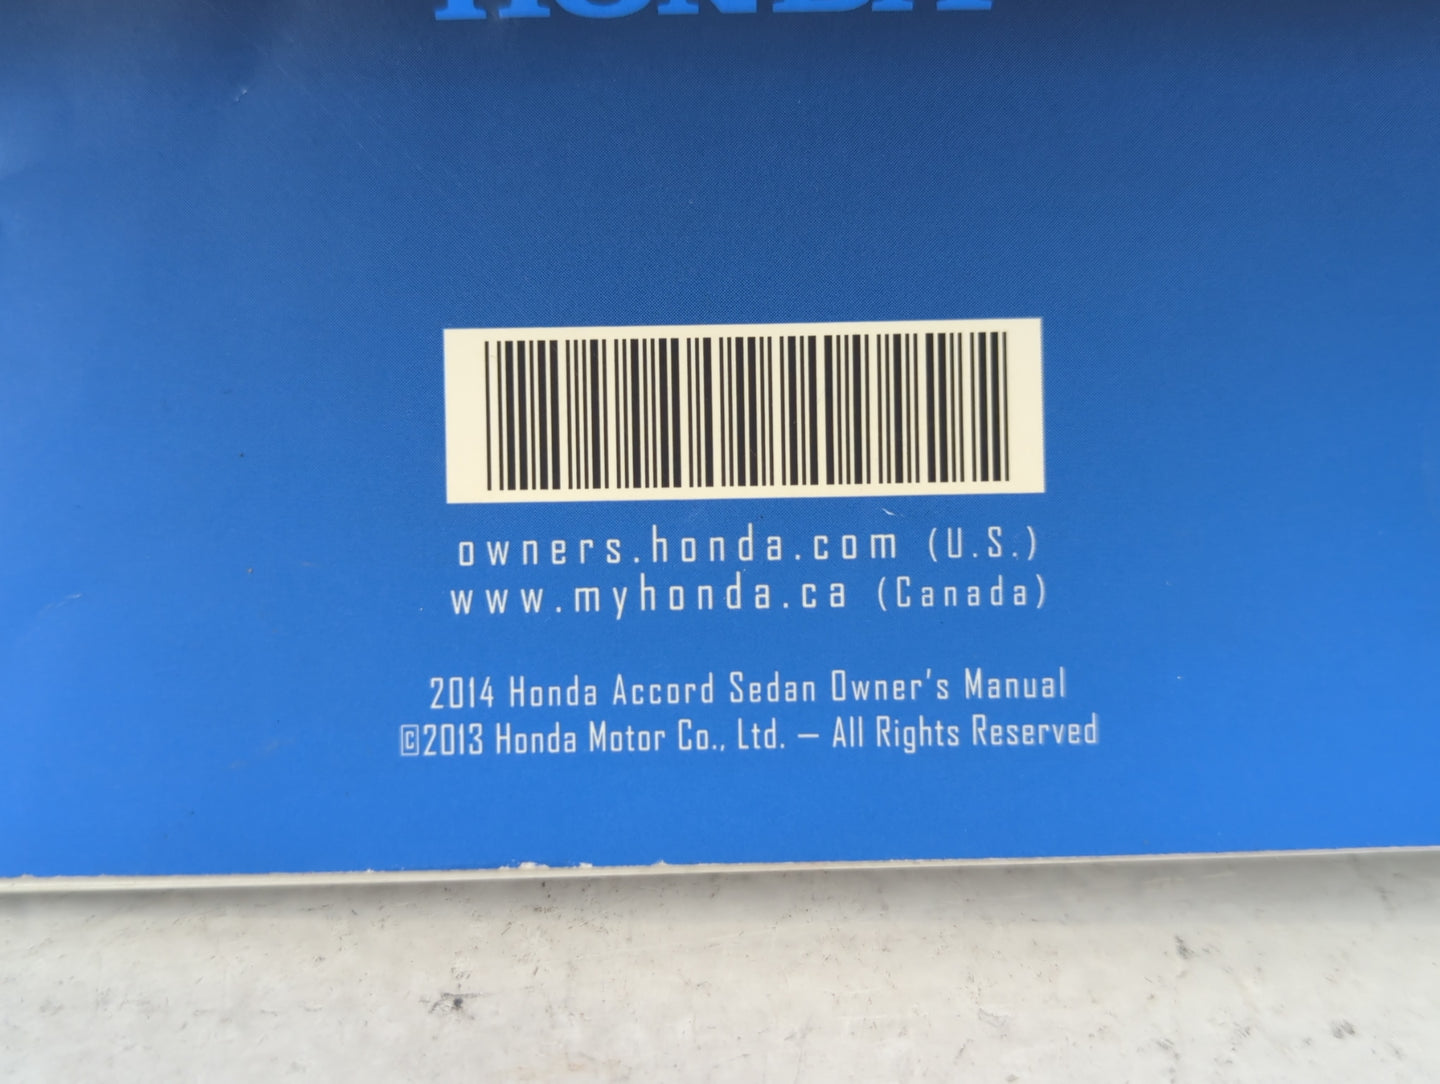 HONDA
owners.honda.com (U.S.)
www.myhonda.ca (Canada)
2014 Honda Accord Sedan Owner's Manual
©2013 Honda Motor Co., Ltd. — All Rights Reserved